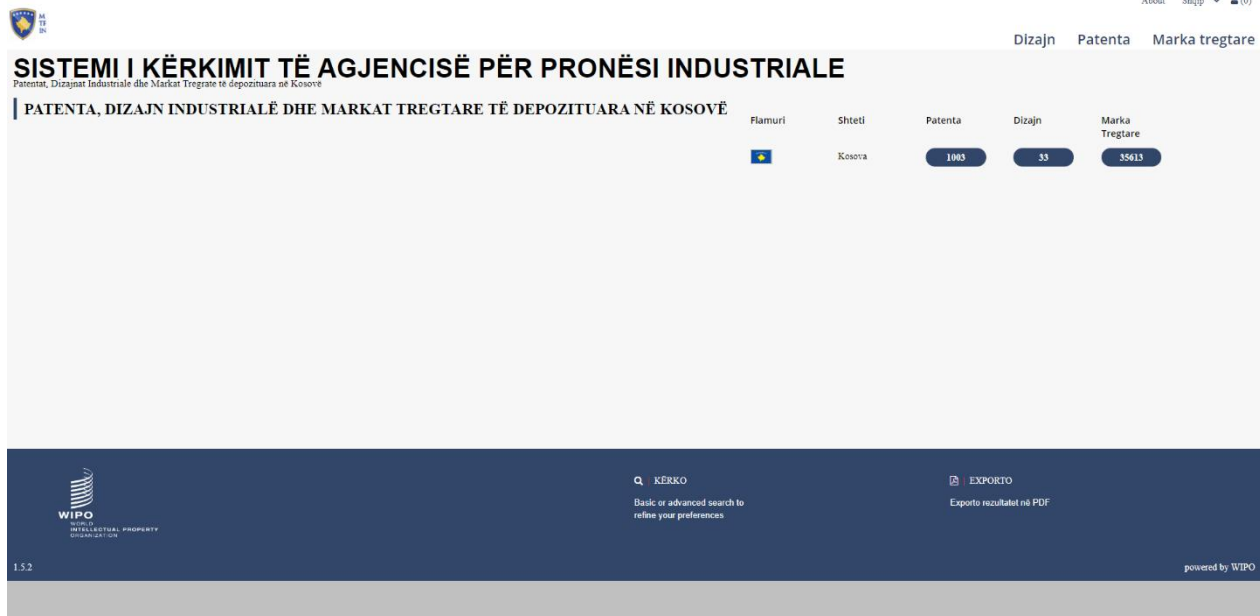 About Shqip (0)
M
TF
IN
Dizajn Patenta Marka tregtare
SISTEMI I KËRKIMIT TË AGJENCISË PËR PRONËSI INDUSTRIALE
Patentat, Dizajnat Industriale dhe Markat Tregrate të depozituara në Kosovë
PATENTA, DIZAJN INDUSTRIALË DHE MARKAT TREGTARE TË DEPOZITUARA NË KOSOVË
Flamuri Shteti Patenta Dizajn Marka
Tregtare
Kosova 1003 33 35613
WIPO
WORLD
INTELLECTUAL PROPERTY
ORGANIZATION
KËRKO
Basic or advanced search to
refine your preferences
EXPORTO
Exporto rezultatet në PDF
1.5.2
powered by WIPO